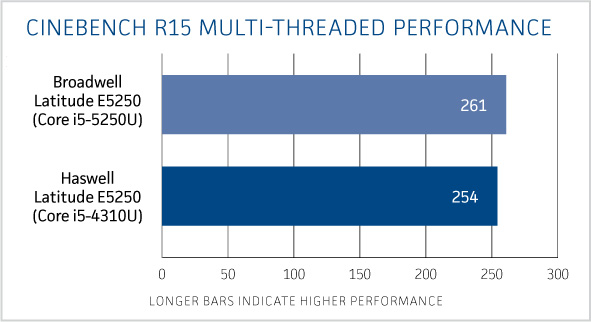 CINEBENCH R15 MULTI-THREADED PERFORMANCE
Broadwell
Latitude E5250
(Core i5-5250U)
261
Haswell
Latitude E5250
(Core i5-4310U)
254
0 50 100 150 200 250 300
LONGER BARS INDICATE HIGHER PERFORMANCE